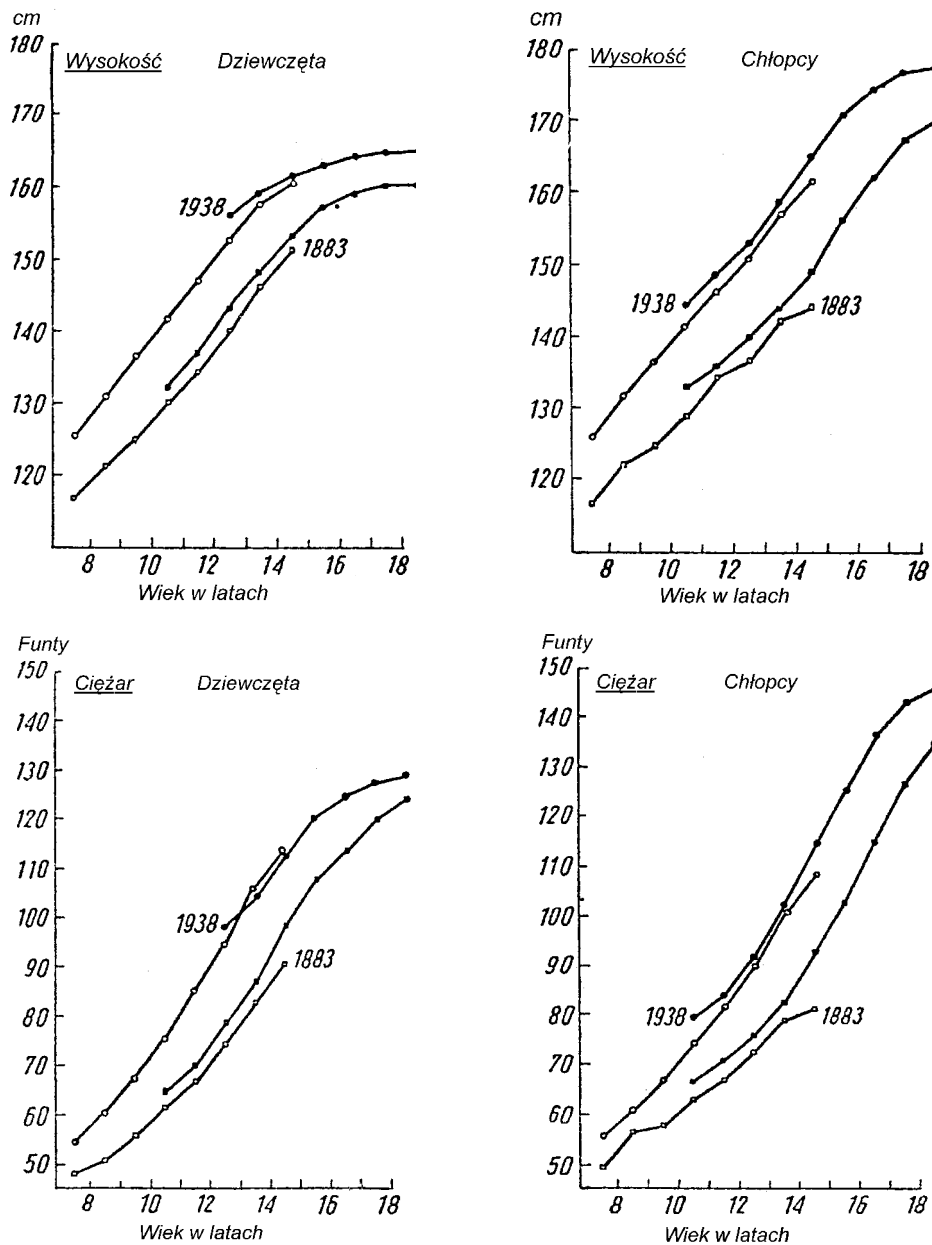 cm
180
Wysokość Dziewczęta
170
160
1938
150
1883
140
130
120
8 10 12 14 16 18
Wiek w latach
cm
180
Wysokość Chłopcy
170
160
150
1938
1883
140
130
120
8 10 12 14 16 18
Wiek w latach
Funty
150
Ciężar Dziewczęta
140
130
120
110
100
1938
90
1883
80
70
60
50
8 10 12 14 16 18
Wiek w latach
Funty
150
Ciężar Chłopcy
140
130
120
110
100
90
80
1938
1883
70
60
50
8 10 12 14 16 18
Wiek w latach